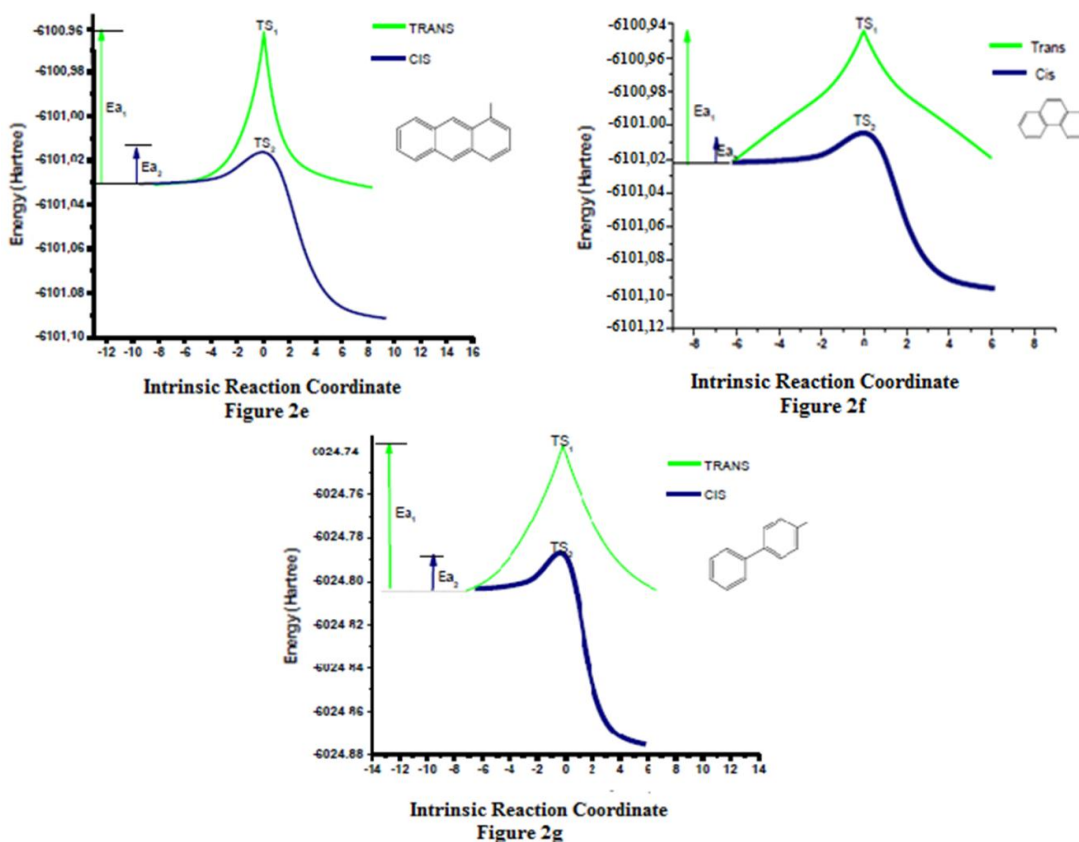 -6100,96
-6100,98
-6101,00
-6101,02
-6101,04
-6101,06
-6101,08
-6101,10
Energy (Hartree)
Ea1
Ea2
TS1
TS2
TRANS
CIS
-12 -10 -8 -6 -4 -2 0 2 4 6 8 10 12 14 16
Intrinsic Reaction Coordinate
Figure 2e
-6100,94
-6100,96
-6100,98
-6101,00
-6101,02
-6101,04
-6101,06
-6101,08
-6101,10
-6101,12
Energy (Hartree)
Ea1
Ea
TS1
TS2
Trans
Cis
-8 -6 -4 -2 0 2 4 6 8
Intrinsic Reaction Coordinate
Figure 2f
6024.74
-6024.76
-6024.78
-6024.80
-6024.82
-6024.84
-6024.86
-6024.88
Energy (Hartree)
Ea1
Ea2
TS1
TS2
TRANS
CIS
-14 -12 -10 -8 -6 -4 -2 0 2 4 6 8 10 12 14
Intrinsic Reaction Coordinate
Figure 2g